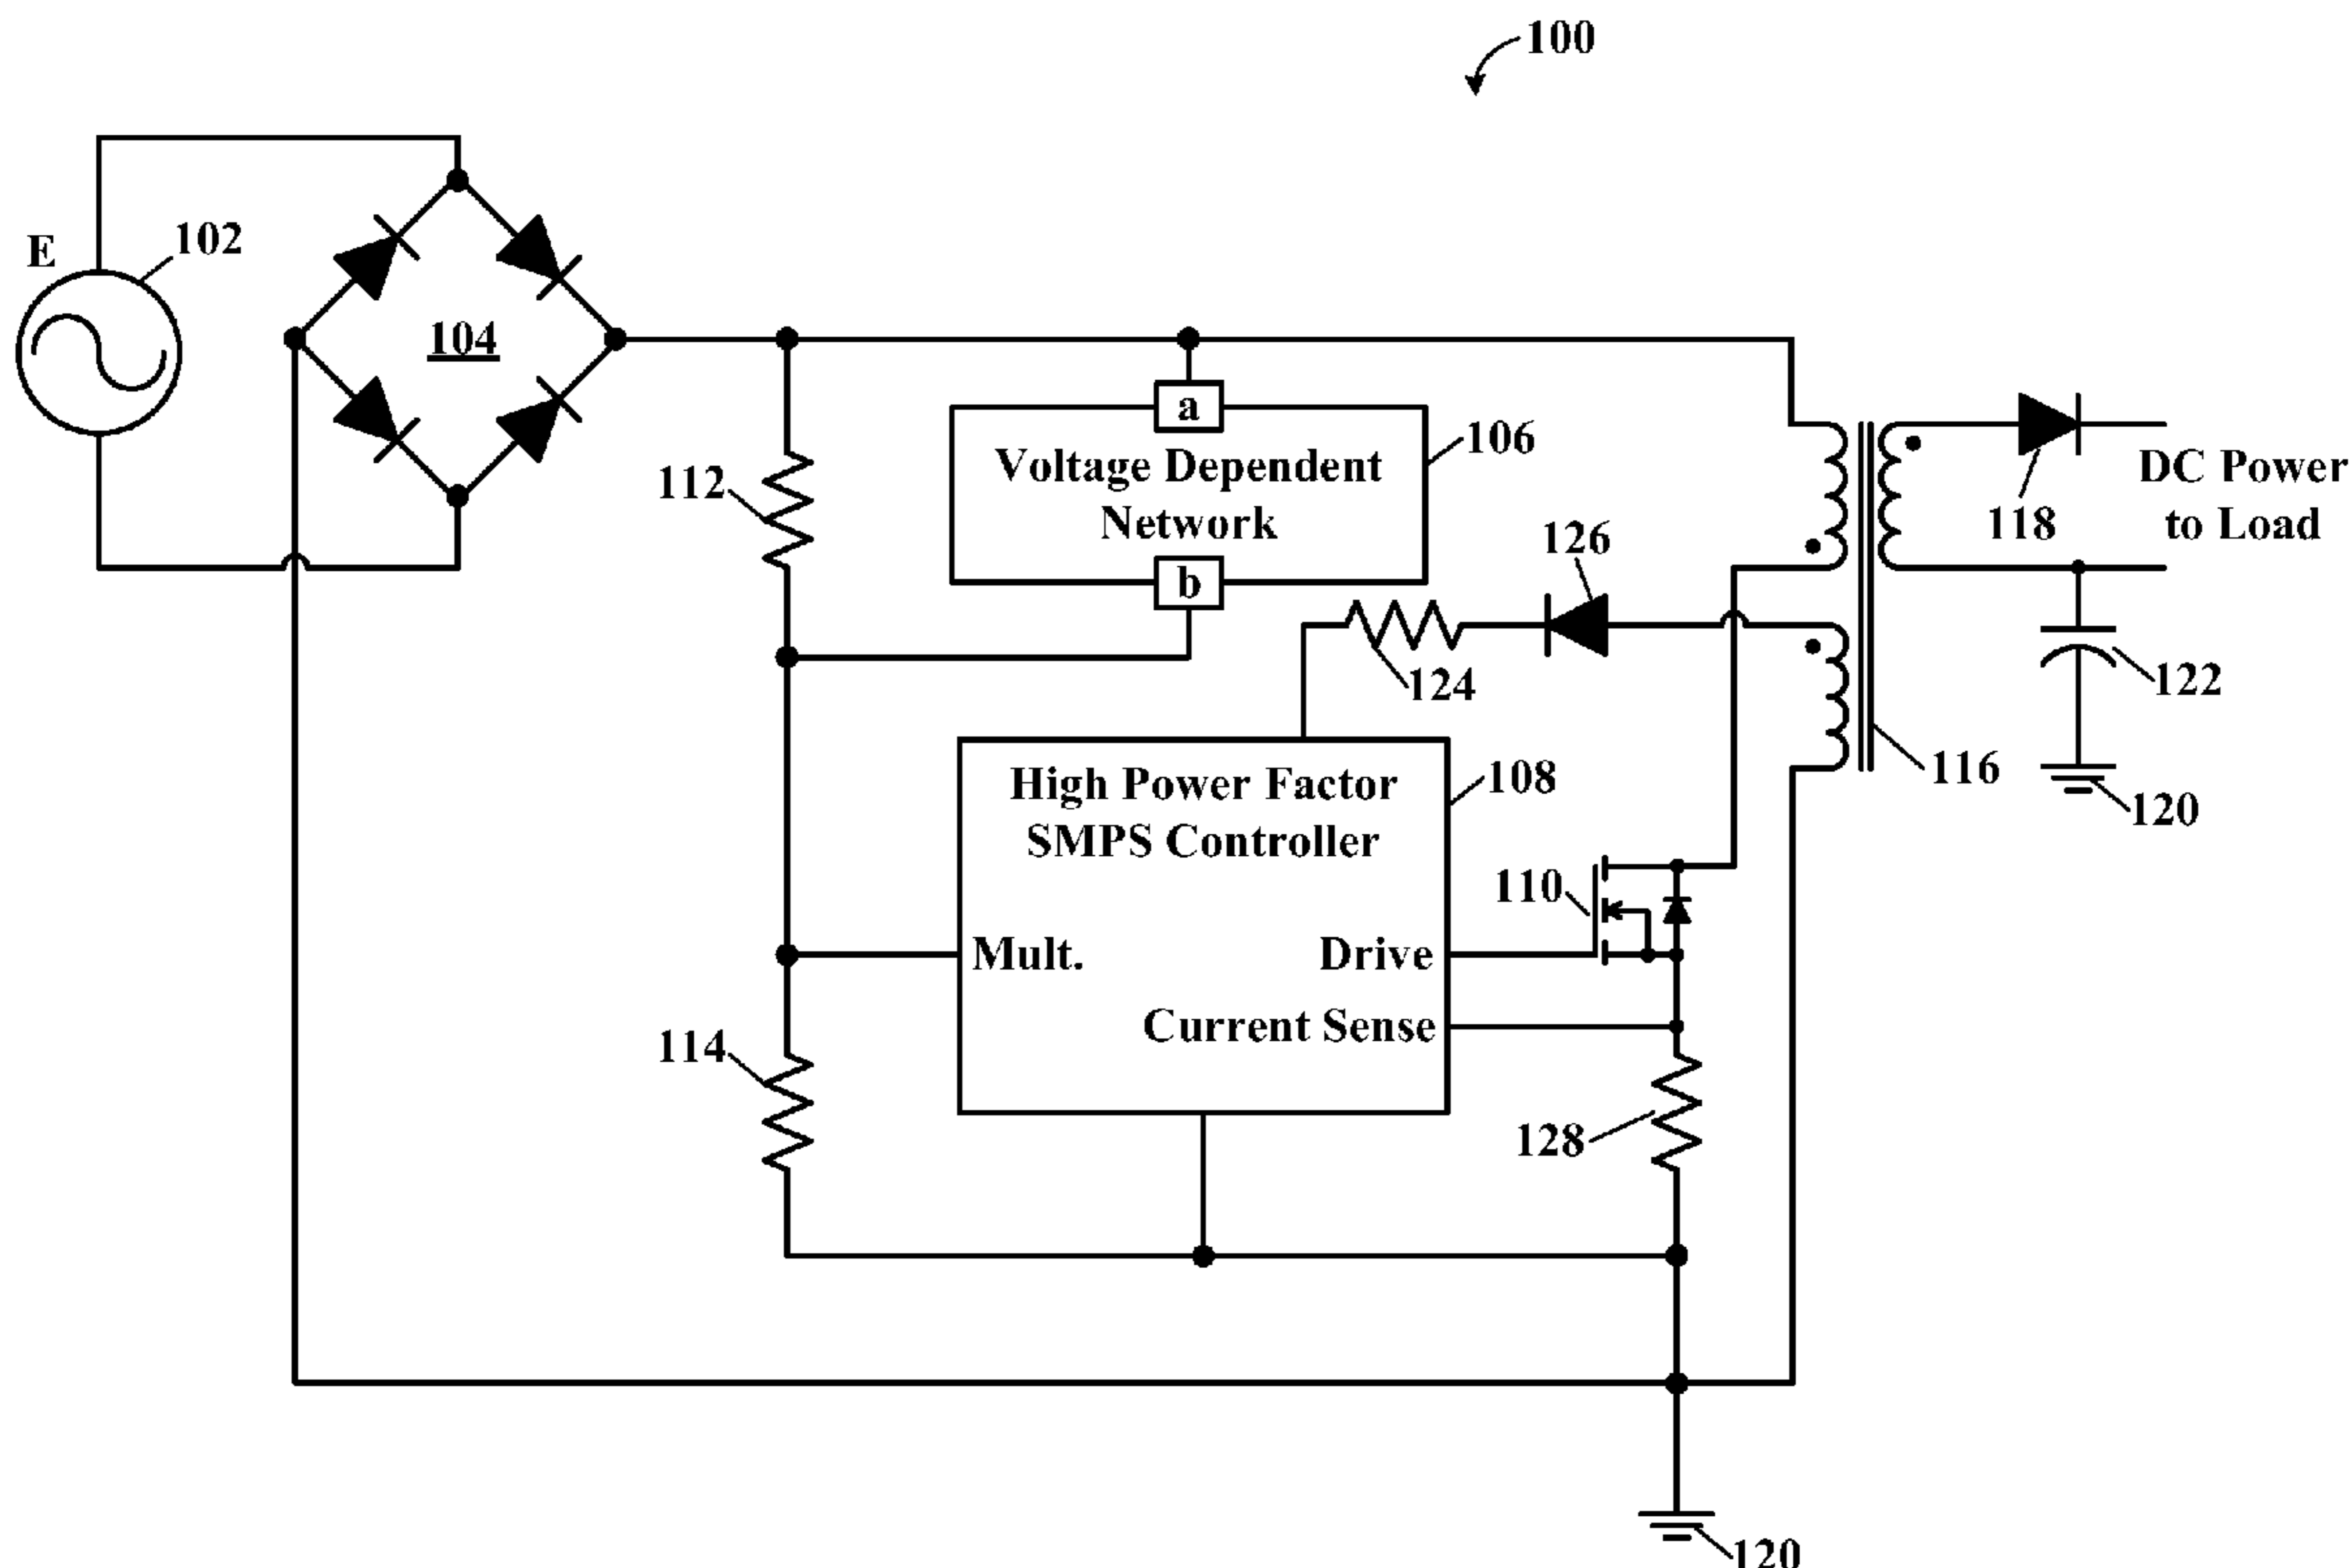 100
E
102
104
a
106
Voltage Dependent
Network
b
112
126
118
DC Power
to Load
124
122
116
120
High Power Factor
SMPS Controller
108
110
Mult.
Drive
Current Sense
114
128
120